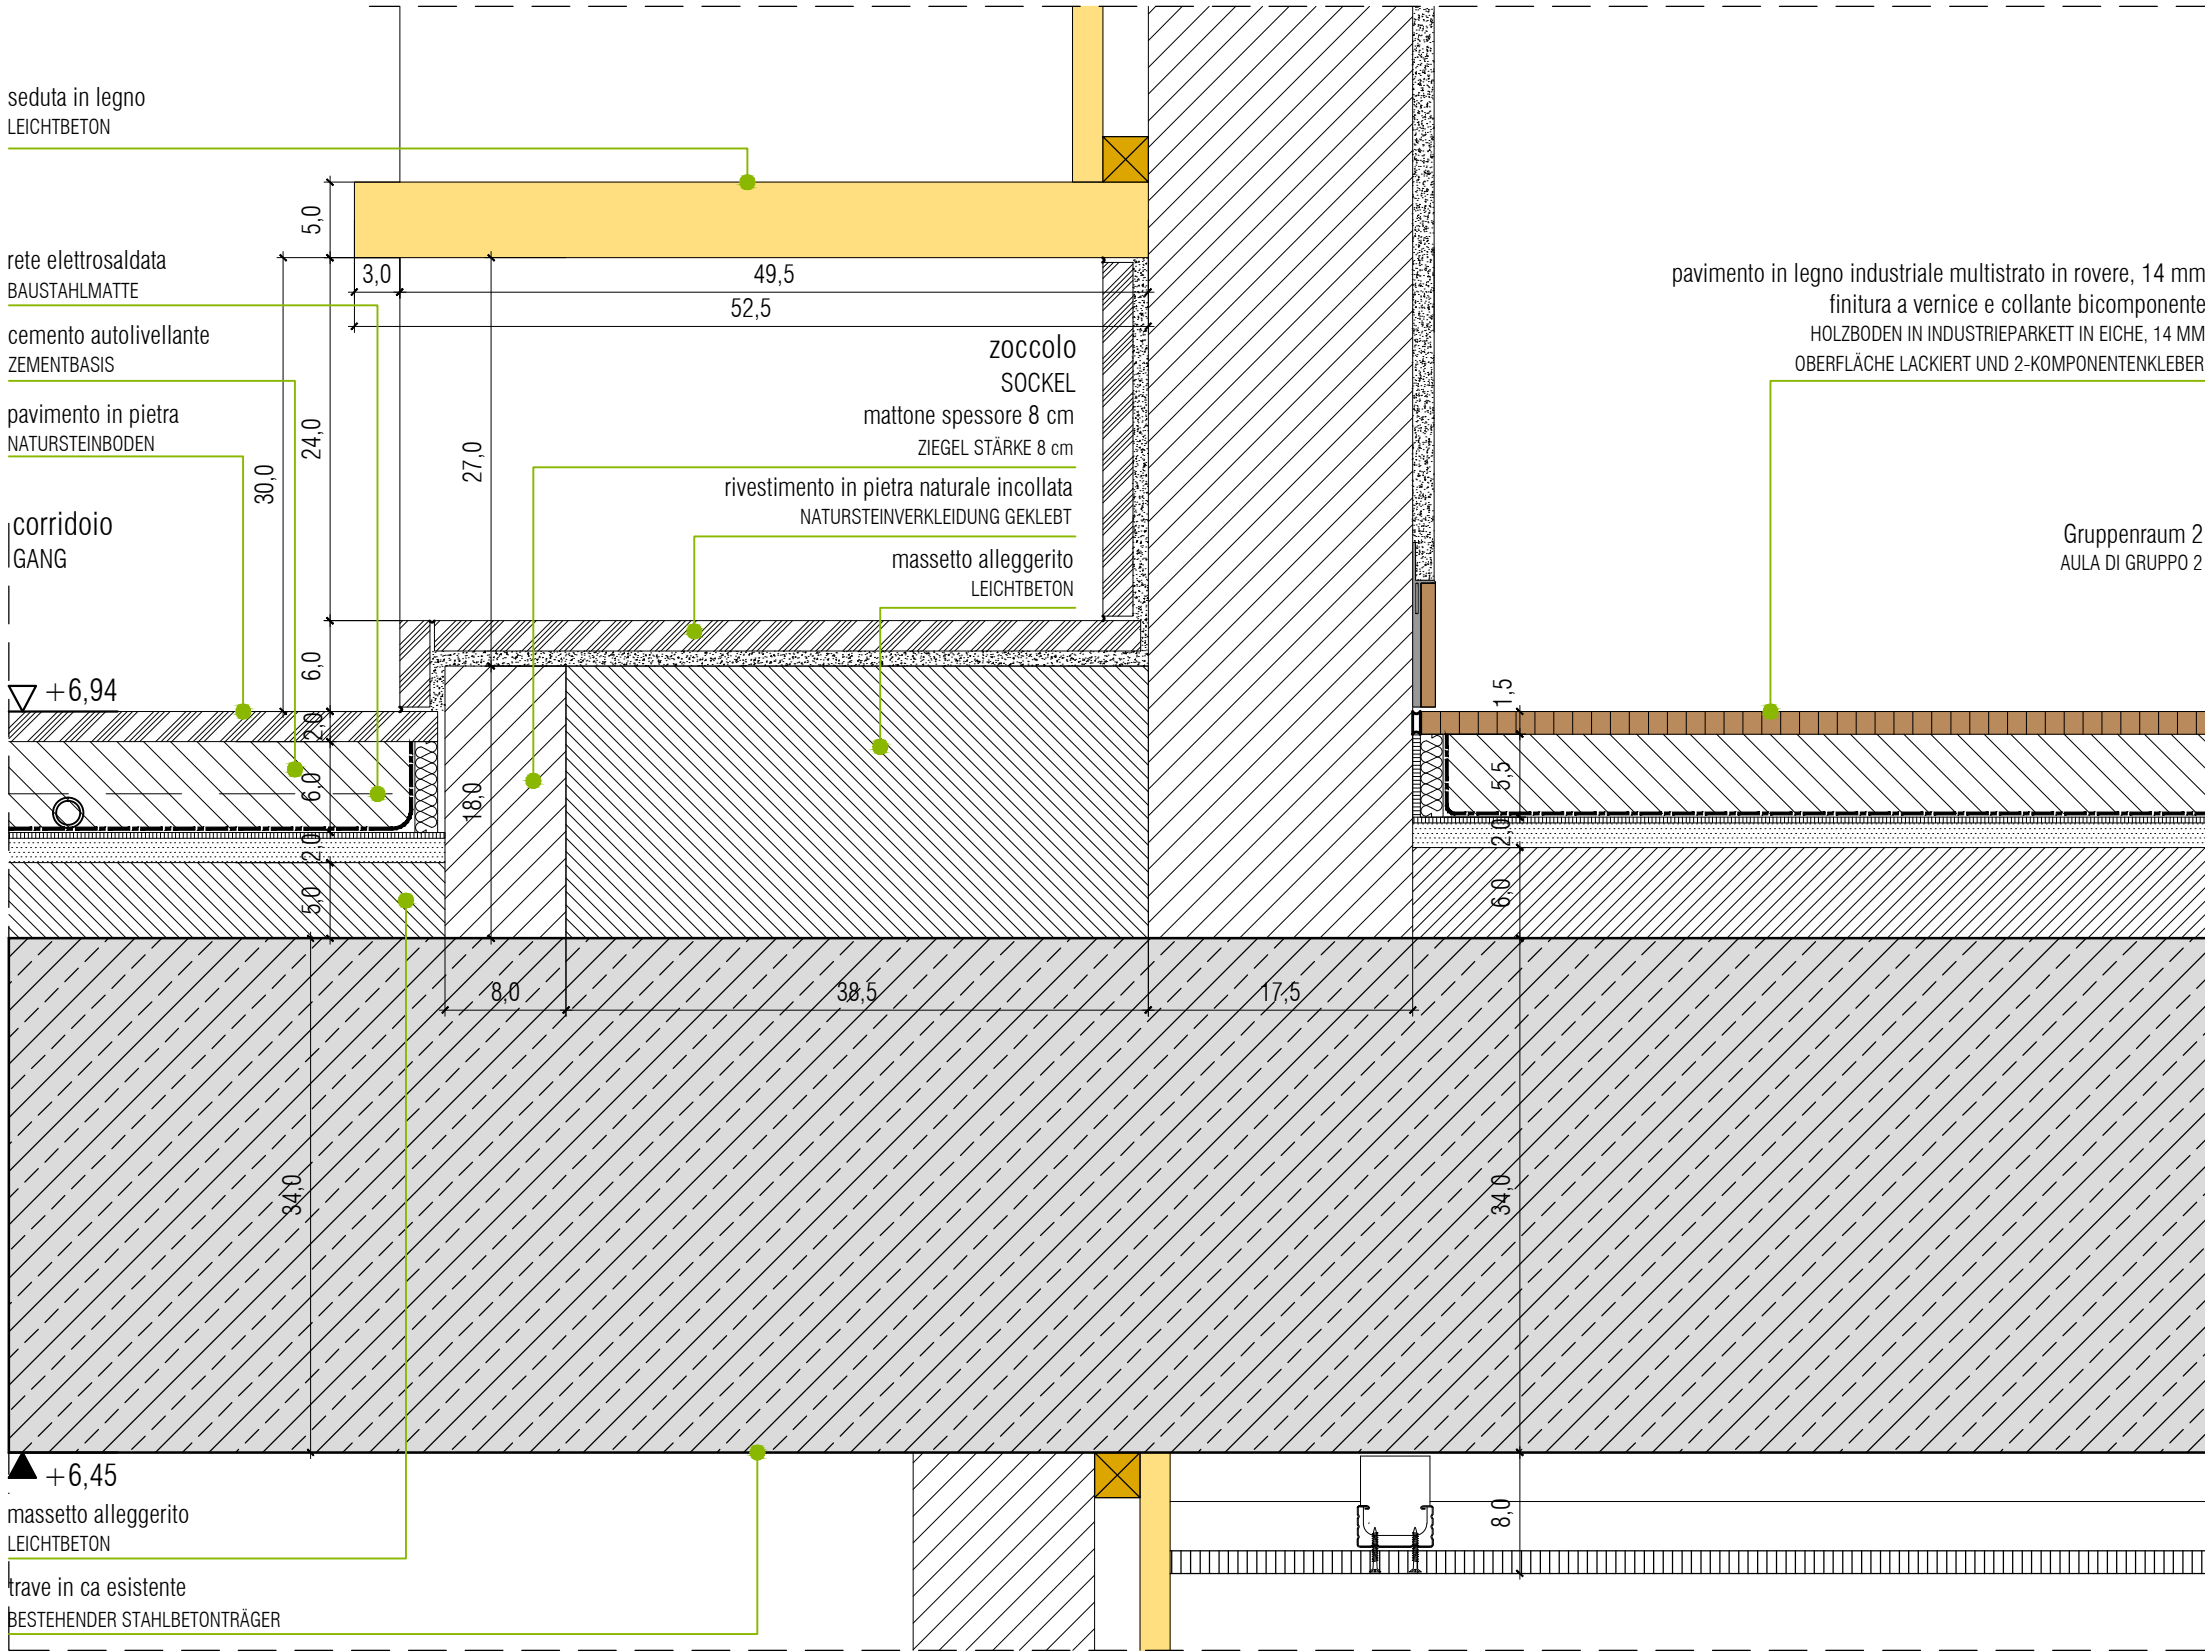 seduta in legno
LEICHTBETON
rete elettrosaldata
BAUSTAHLMATTE
cemento autolivellante
ZEMENTBASIS
pavimento in pietra
NATURSTEINBODEN
corridoio
GANG
+6,94
5,0
3,0
49,5
52,5
30,0
24,0
27,0
6,0
2,0
6,0
18,0
2,0
5,0
zoccolo
SOCKEL
mattone spessore 8 cm
ZIEGEL STÄRKE 8 cm
rivestimento in pietra naturale incollata
NATURSTEINVERKLEIDUNG GEKLEBT
massetto alleggerito
LEICHTBETON
pavimento in legno industriale multistrato in rovere, 14 mm
finitura a vernice e collante bicomponente
HOLZBODEN IN INDUSTRIEPARKETT IN EICHE, 14 MM
OBERFLÄCHE LACKIERT UND 2-KOMPONENTENKLEBER
Gruppenraum 2
AULA DI GRUPPO 2
1,5
5,5
2,0
6,0
8,0
38,5
17,5
34,0
34,0
8,0
+6,45
massetto alleggerito
LEICHTBETON
trave in ca esistente
BESTEHENDER STAHLBETONTRÄGER